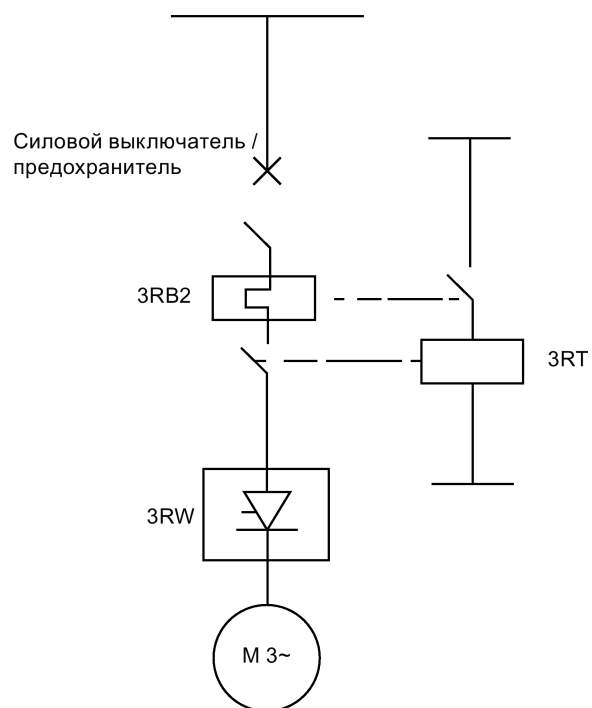 Силовой выключатель /
предохранитель
3RB2
3RT
3RW
M 3~